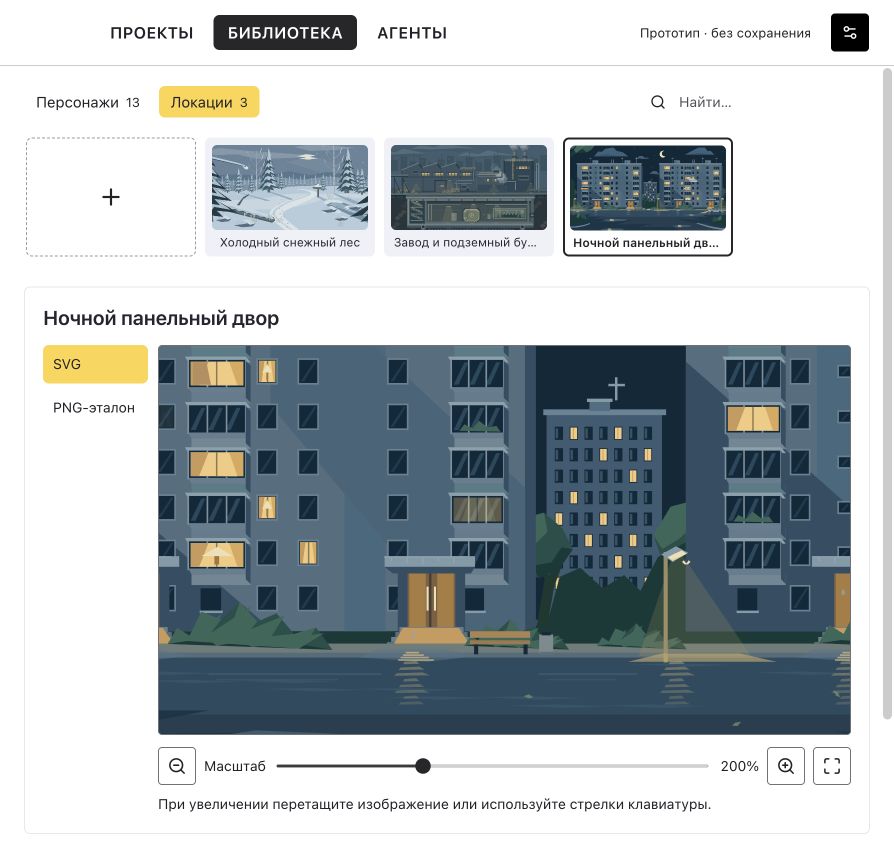 ПРОЕКТЫ БИБЛИОТЕКА АГЕНТЫ Прототип · без сохранения
Персонажи 13 Локации 3 Найти...
Холодный снежный лес Завод и подземный бу... Ночной панельный дв...
Ночной панельный двор
SVG
PNG-эталон
Масштаб 200%
При увеличении перетащите изображение или используйте стрелки клавиатуры.